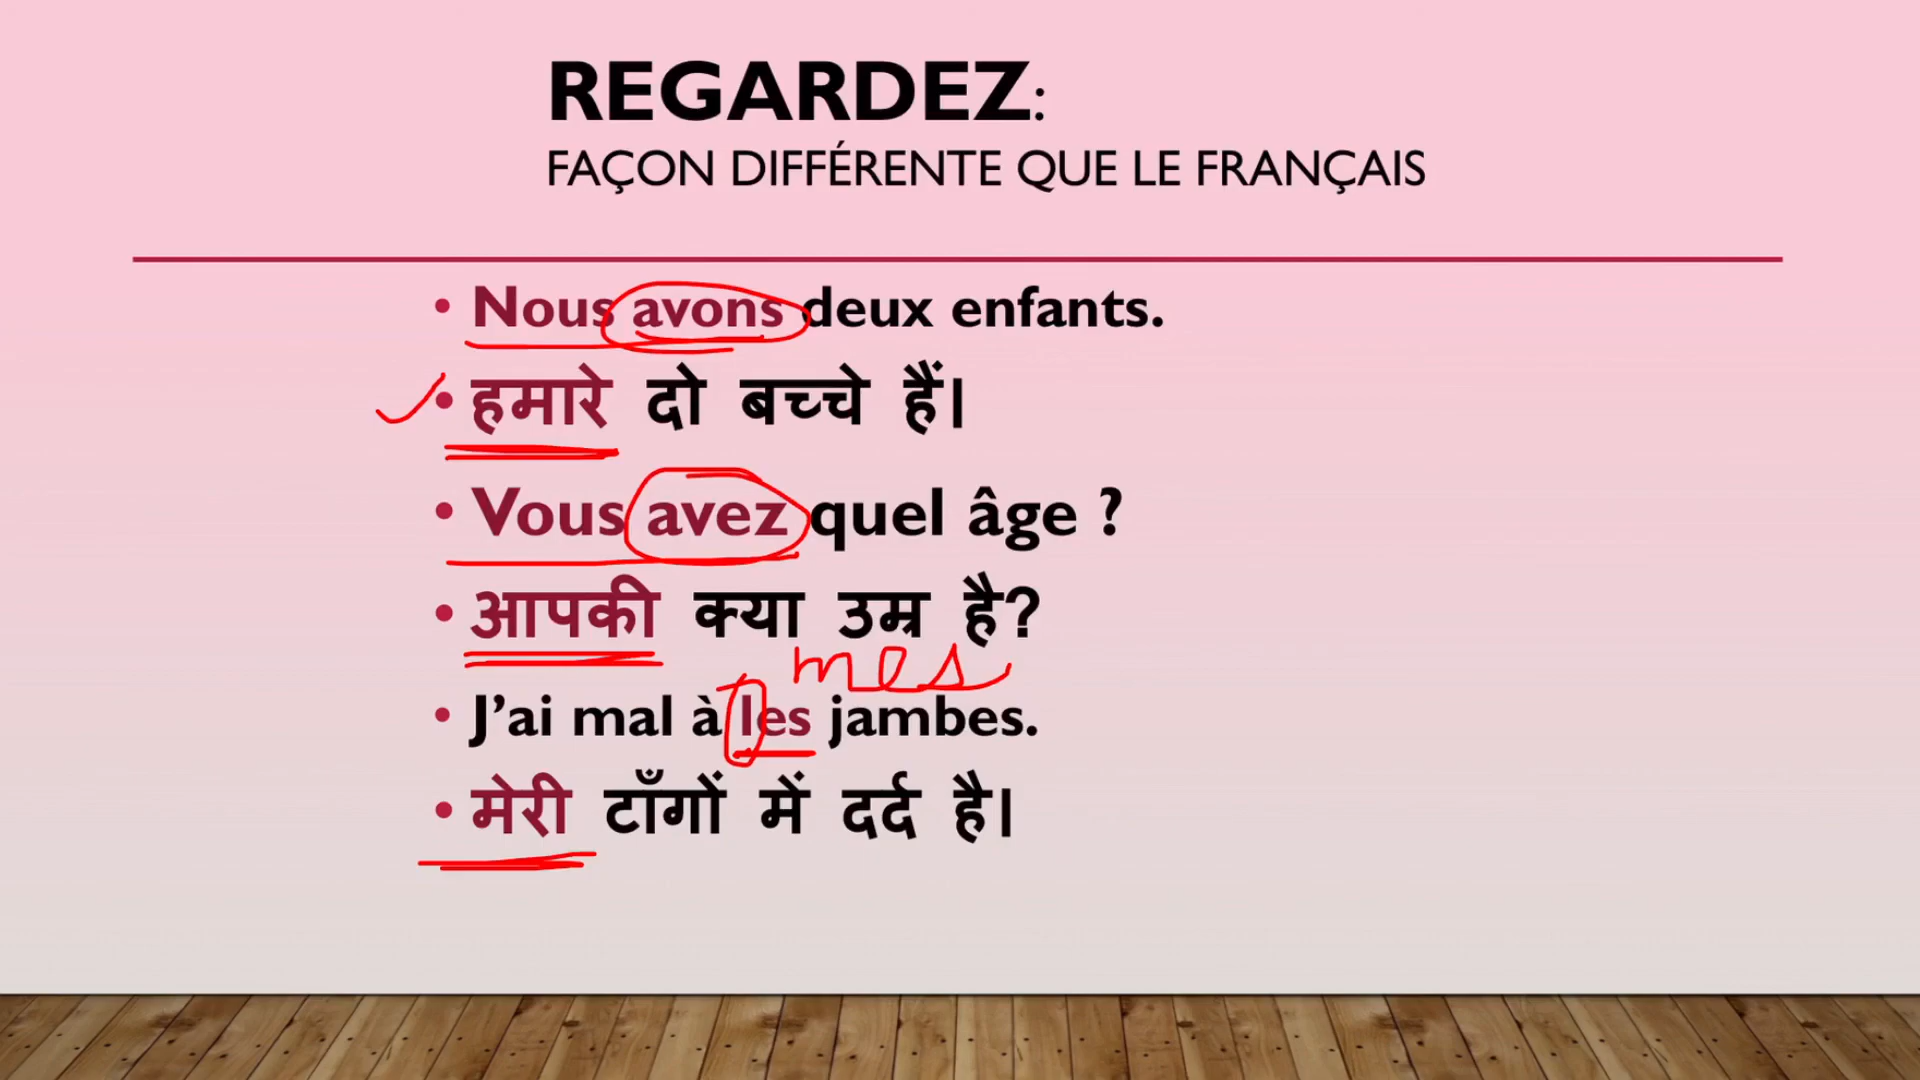 REGARDEZ:
FAÇON DIFFÉRENTE QUE LE FRANÇAIS
• Nous avons deux enfants.
• हमारे दो बच्चे हैं।
• Vous avez quel âge ?
• आपकी क्या उम्र है?
mes
• J’ai mal à les jambes.
• मेरी टाँगों में दर्द है।